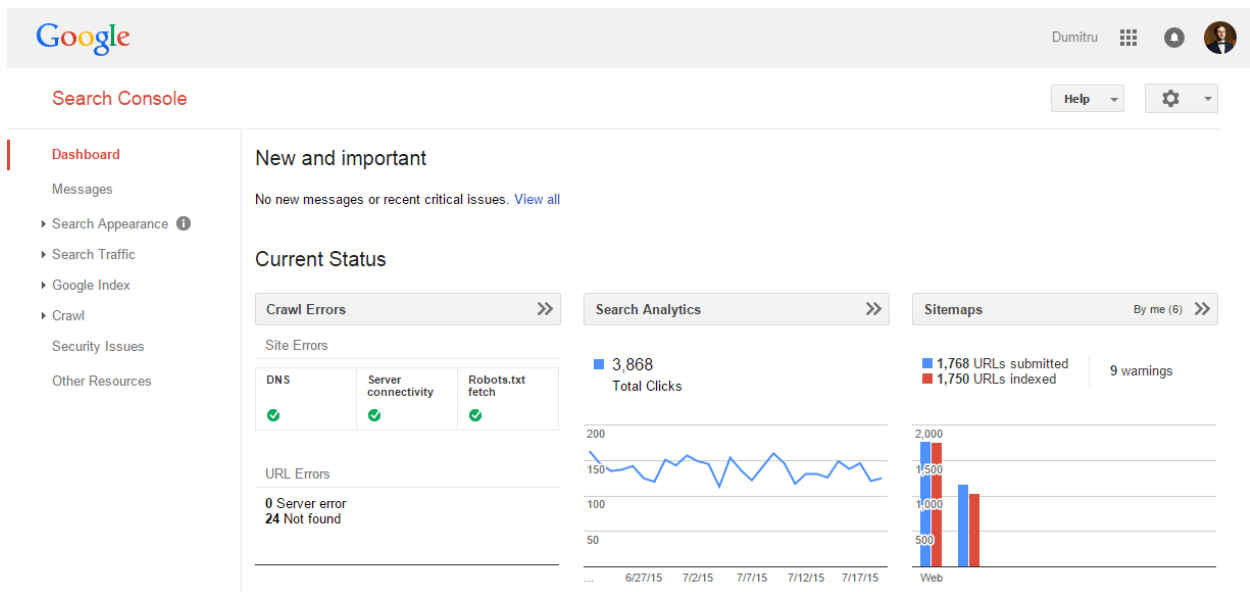 Google
Dumitru
Search Console
Help
Dashboard
Messages
Search Appearance
Search Traffic
Google Index
Crawl
Security Issues
Other Resources
New and important
No new messages or recent critical issues. View all
Current Status
Crawl Errors
Site Errors
DNS
Server
connectivity
Robots.txt
fetch
URL Errors
0 Server error
24 Not found
Search Analytics
3,868
Total Clicks
200
150
100
50
...
6/27/15 7/2/15 7/7/15 7/12/15 7/17/15
Sitemaps
By me (6)
1,768 URLs submitted
1,750 URLs indexed
9 warnings
2,000
1,500
1,000
500
Web